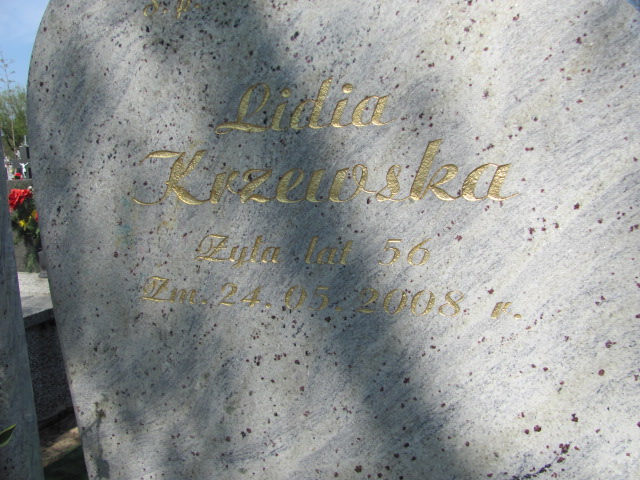 Lidia
Krzewska
Żyła lat 56
Zm. 24. 05. 2008 r.